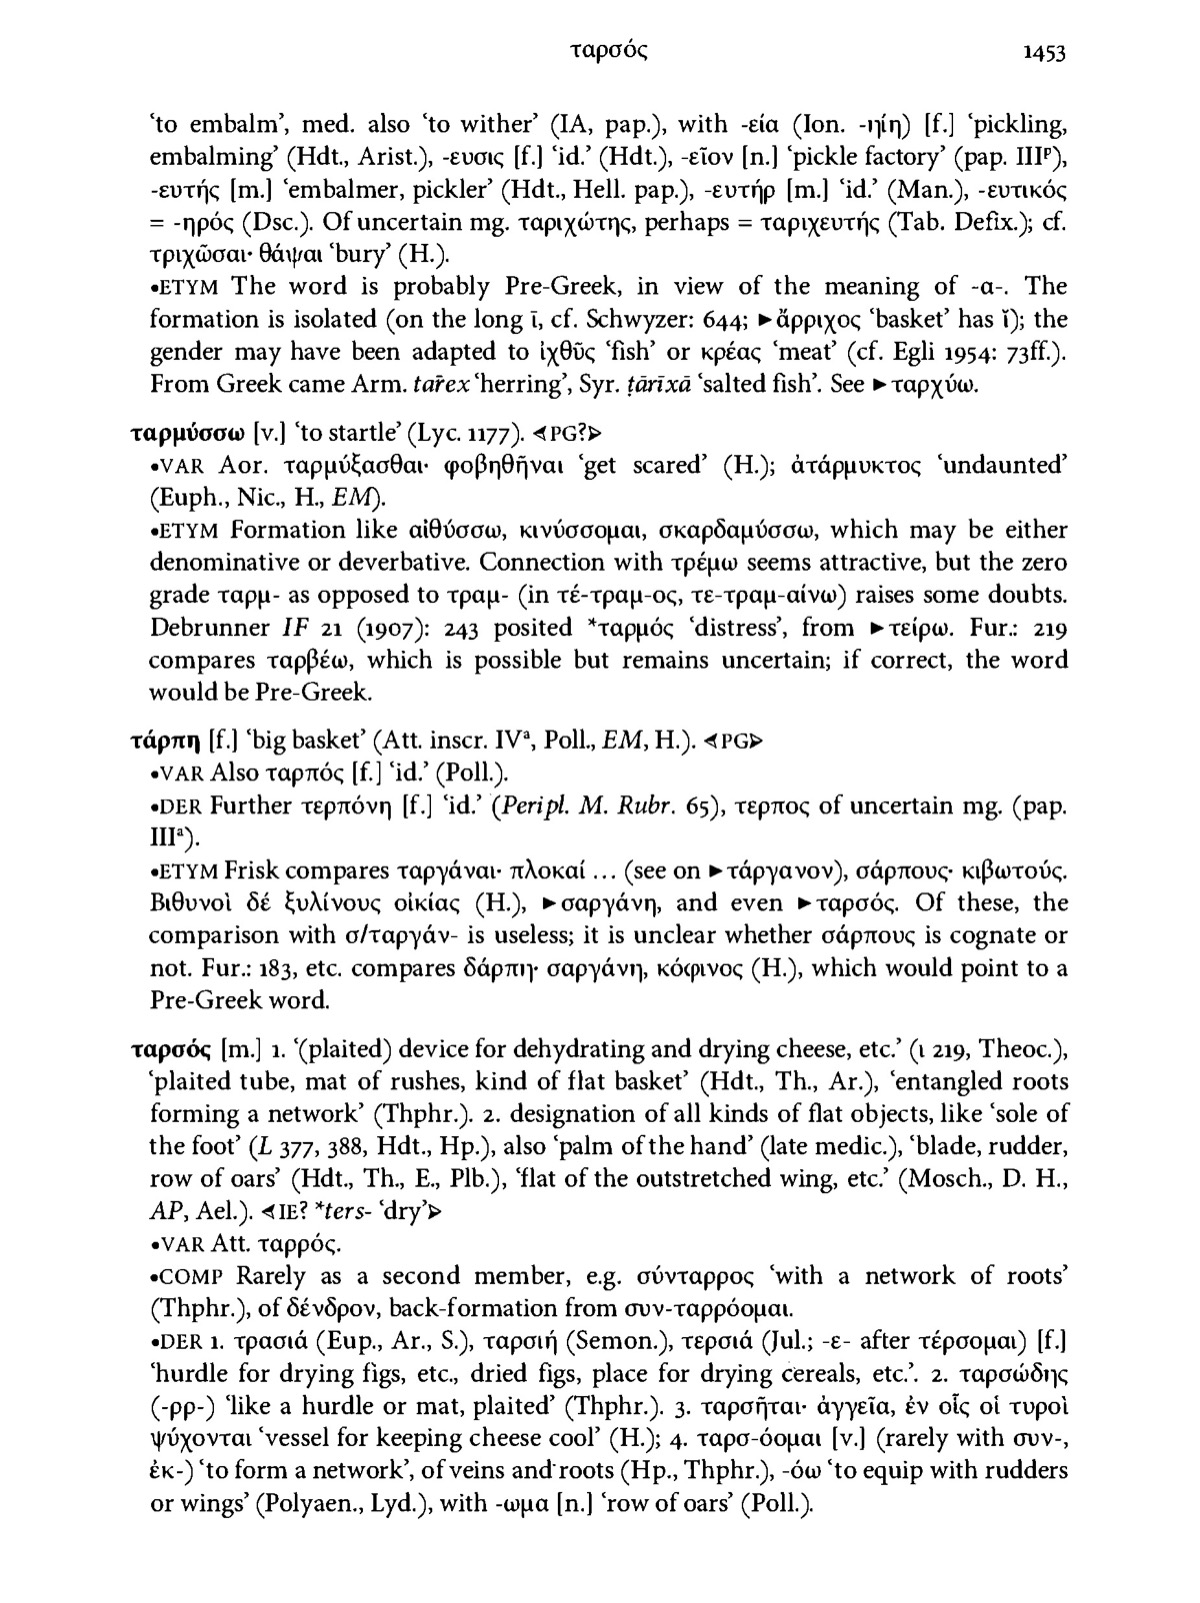 ταρσός 1453
‘to embalm’, med. also ‘to wither’ (IA, pap.), with -εία (Ion. -ηίη) [f.] ‘pickling,
embalming’ (Hdt., Arist.), -ευσις [f.] ‘id.’ (Hdt.), -εῖον [n.] ‘pickle factory’ (pap. IIIᵖ),
-ευτής [m.] ‘embalmer, pickler’ (Hdt., Hell. pap.), -ευτήρ [m.] ‘id.’ (Man.), -ευτικός
= -ηρός (Dsc.). Of uncertain mg. ταριχώτης, perhaps = ταριχευτής (Tab. Defix.); cf.
τριχῶσαι· θάψαι ‘bury’ (H.).
•ETYM The word is probably Pre-Greek, in view of the meaning of -α-. The
formation is isolated (on the long ῑ, cf. Schwyzer: 644; ►ἄρριχος ‘basket’ has ῐ); the
gender may have been adapted to ἰχθῦς ‘fish’ or κρέας ‘meat’ (cf. Egli 1954: 73ff.).
From Greek came Arm. tar̄ex ‘herring’, Syr. ṭārīxā ‘salted fish’. See ►ταρχύω.
ταρμύσσω [v.] ‘to startle’ (Lyc. 1177). ⋖PG?⋗
•VAR Aor. ταρμύξασθαι· φοβηθῆναι ‘get scared’ (H.); ἀτάρμυκτος ‘undaunted’
(Euph., Nic., H., EM).
•ETYM Formation like αἰθύσσω, κινύσσομαι, σκαρδαμύσσω, which may be either
denominative or deverbative. Connection with τρέμω seems attractive, but the zero
grade ταρμ- as opposed to τραμ- (in τέ-τραμ-ος, τε-τραμ-αίνω) raises some doubts.
Debrunner IF 21 (1907): 243 posited *ταρμός ‘distress’, from ►τείρω. Fur.: 219
compares ταρβέω, which is possible but remains uncertain; if correct, the word
would be Pre-Greek.
τάρπη [f.] ‘big basket’ (Att. inscr. IVᵃ, Poll., EM, H.). ⋖PG⋗
•VAR Also ταρπός [f.] ‘id.’ (Poll.).
•DER Further τερπόνη [f.] ‘id.’ (Peripl. M. Rubr. 65), τερπος of uncertain mg. (pap.
IIIᵃ).
•ETYM Frisk compares ταργάναι· πλοκαί ... (see on ►τάργανον), σάρπους· κιβωτούς.
Βιθυνοὶ δέ ξυλίνους οἰκίας (H.), ►σαργάνη, and even ►ταρσός. Of these, the
comparison with σ/ταργάν- is useless; it is unclear whether σάρπους is cognate or
not. Fur.: 183, etc. compares δάρπη· σαργάνη, κόφινος (H.), which would point to a
Pre-Greek word.
ταρσός [m.] 1. ‘(plaited) device for dehydrating and drying cheese, etc.’ (ι 219, Theoc.),
‘plaited tube, mat of rushes, kind of flat basket’ (Hdt., Th., Ar.), ‘entangled roots
forming a network’ (Thphr.). 2. designation of all kinds of flat objects, like ‘sole of
the foot’ (L 377, 388, Hdt., Hp.), also ‘palm of the hand’ (late medic.), ‘blade, rudder,
row of oars’ (Hdt., Th., E., Plb.), ‘flat of the outstretched wing, etc.’ (Mosch., D. H.,
AP, Ael.). ⋖IE? *ters- ‘dry’⋗
•VAR Att. ταρρός.
•COMP Rarely as a second member, e.g. σύνταρρος ‘with a network of roots’
(Thphr.), of δένδρον, back-formation from συν-ταρρόομαι.
•DER 1. τρασιά (Eup., Ar., S.), ταρσιή (Semon.), τερσιά (Jul.; -ε- after τέρσομαι) [f.]
‘hurdle for drying figs, etc., dried figs, place for drying cereals, etc.’. 2. ταρσώδης
(-ρρ-) ‘like a hurdle or mat, plaited’ (Thphr.). 3. ταρσῆται· ἀγγεῖα, ἐν οἷς οἱ τυροὶ
ψύχονται ‘vessel for keeping cheese cool’ (H.); 4. ταρσ-όομαι [v.] (rarely with συν-,
ἐκ-) ‘to form a network’, of veins and roots (Hp., Thphr.), -όω ‘to equip with rudders
or wings’ (Polyaen., Lyd.), with -ωμα [n.] ‘row of oars’ (Poll.).